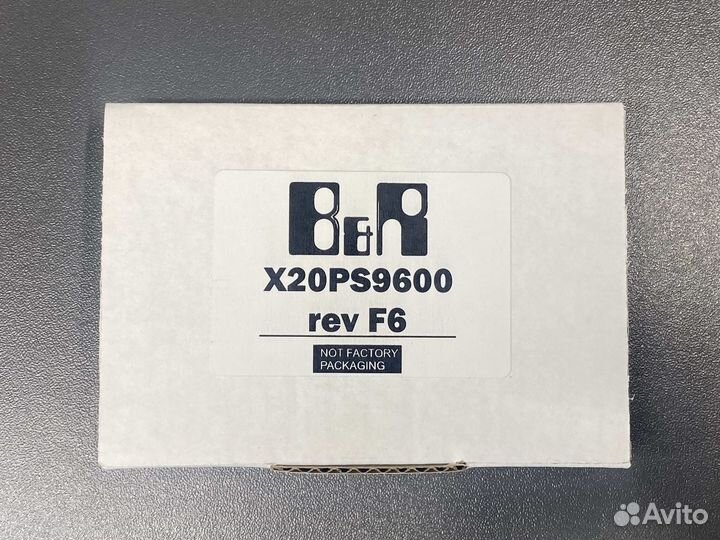 B&R
X20PS9600
rev F6
NOT FACTORY
PACKAGING
Avito